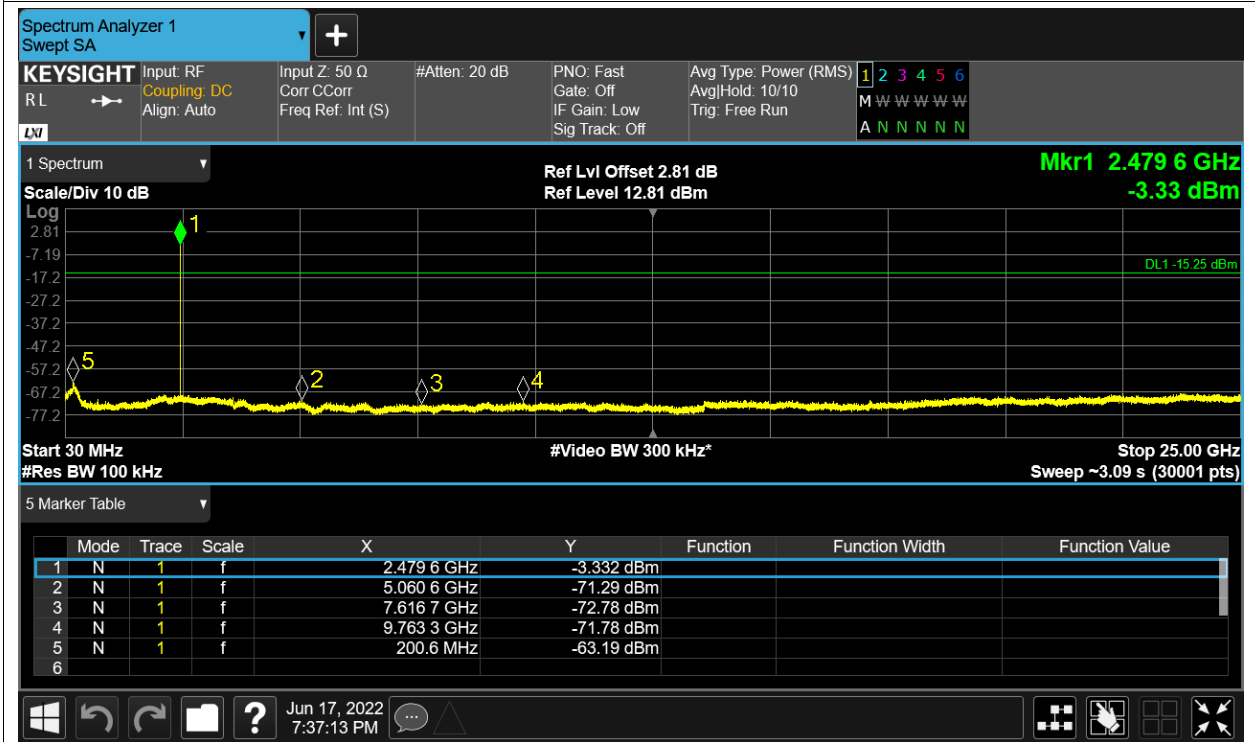 Spectrum Analyzer 1
Swept SA
+
KEYSIGHT
R L
LXI
Input: RF
Coupling: DC
Align: Auto
Input Z: 50 Ω
Corr CCorr
Freq Ref: Int (S)
#Atten: 20 dB
PNO: Fast
Gate: Off
IF Gain: Low
Sig Track: Off
Avg Type: Power (RMS)
Avg|Hold: 10/10
Trig: Free Run
1 2 3 4 5 6
M W W W W W
A N N N N N
1 Spectrum
Scale/Div 10 dB
Ref Lvl Offset 2.81 dB
Ref Level 12.81 dBm
Mkr1 2.479 6 GHz
-3.33 dBm
Log
2.81
-7.19
-17.2
-27.2
-37.2
-47.2
-57.2
-67.2
-77.2
1
DL1 -15.25 dBm
5
2
3
4
Start 30 MHz
#Video BW 300 kHz*
Stop 25.00 GHz
#Res BW 100 kHz
Sweep ~3.09 s (30001 pts)
5 Marker Table
Mode Trace Scale X Y Function Function Width Function Value
1 N 1 f 2.479 6 GHz -3.332 dBm
2 N 1 f 5.060 6 GHz -71.29 dBm
3 N 1 f 7.616 7 GHz -72.78 dBm
4 N 1 f 9.763 3 GHz -71.78 dBm
5 N 1 f 200.6 MHz -63.19 dBm
6
?
Jun 17, 2022
7:37:13 PM